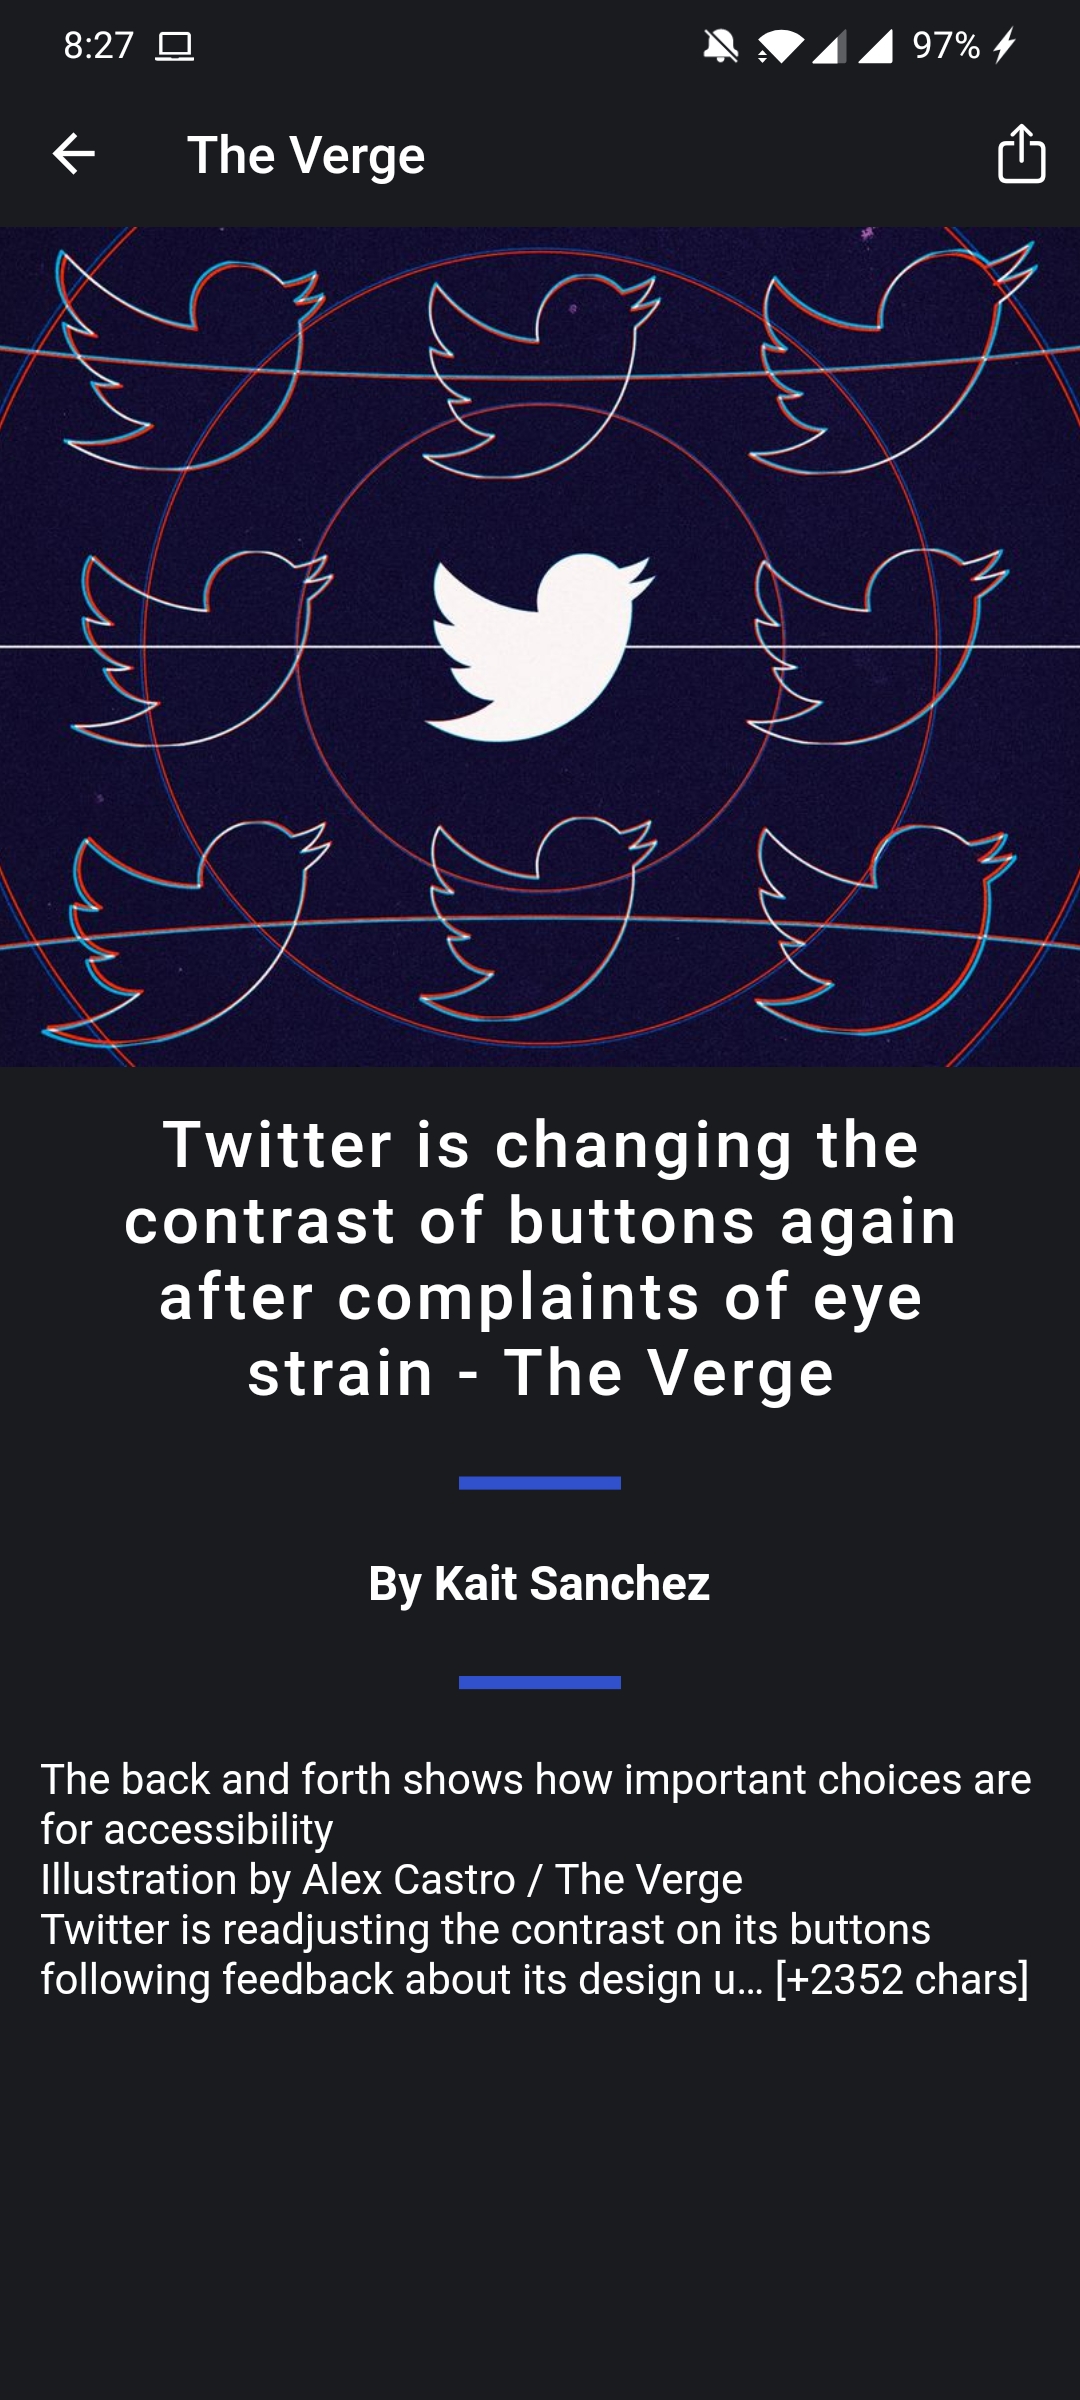 8:27
97%
The Verge
Twitter is changing the
contrast of buttons again
after complaints of eye
strain - The Verge
By Kait Sanchez
The back and forth shows how important choices are
for accessibility
Illustration by Alex Castro / The Verge
Twitter is readjusting the contrast on its buttons
following feedback about its design u… [+2352 chars]